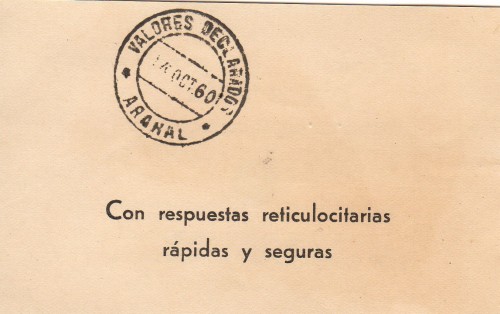 VALORES DECLARADOS
14 OCT.60
ARAHAL
Con respuestas reticulocitarias
rápidas y seguras